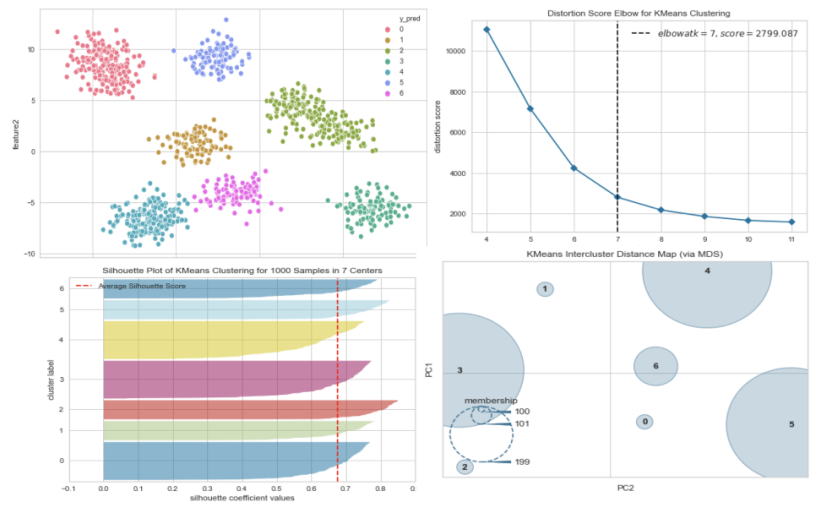 y_pred
0
1
2
3
4
5
6
10
5
0
−5
−10
feature2
Distortion Score Elbow for KMeans Clustering
elbowatk = 7, score = 2799.087
10000
8000
6000
4000
2000
distortion score
4 5 6 7 8 9 10 11
Silhouette Plot of KMeans Clustering for 1000 Samples in 7 Centers
Average Silhouette Score
6
5
4
3
2
1
0
cluster label
−0.1 0.0 0.1 0.2 0.3 0.4 0.5 0.6 0.7 0.8 0.
silhouette coefficient values
KMeans Intercluster Distance Map (via MDS)
4
1
3
6
membership
100
101
0
5
199
2
PC1
PC2